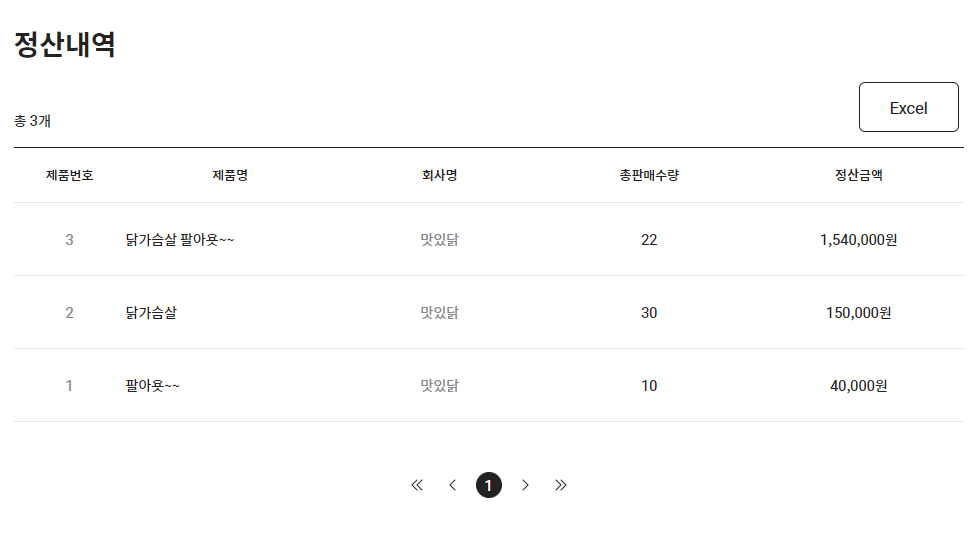 정산내역
총 3개
Excel
제품번호 제품명 회사명 총판매수량 정산금액
3 닭가슴살 팔아욧~~ 맛있닭 22 1,540,000원
2 닭가슴살 맛있닭 30 150,000원
1 팔아욧~~ 맛있닭 10 40,000원
1